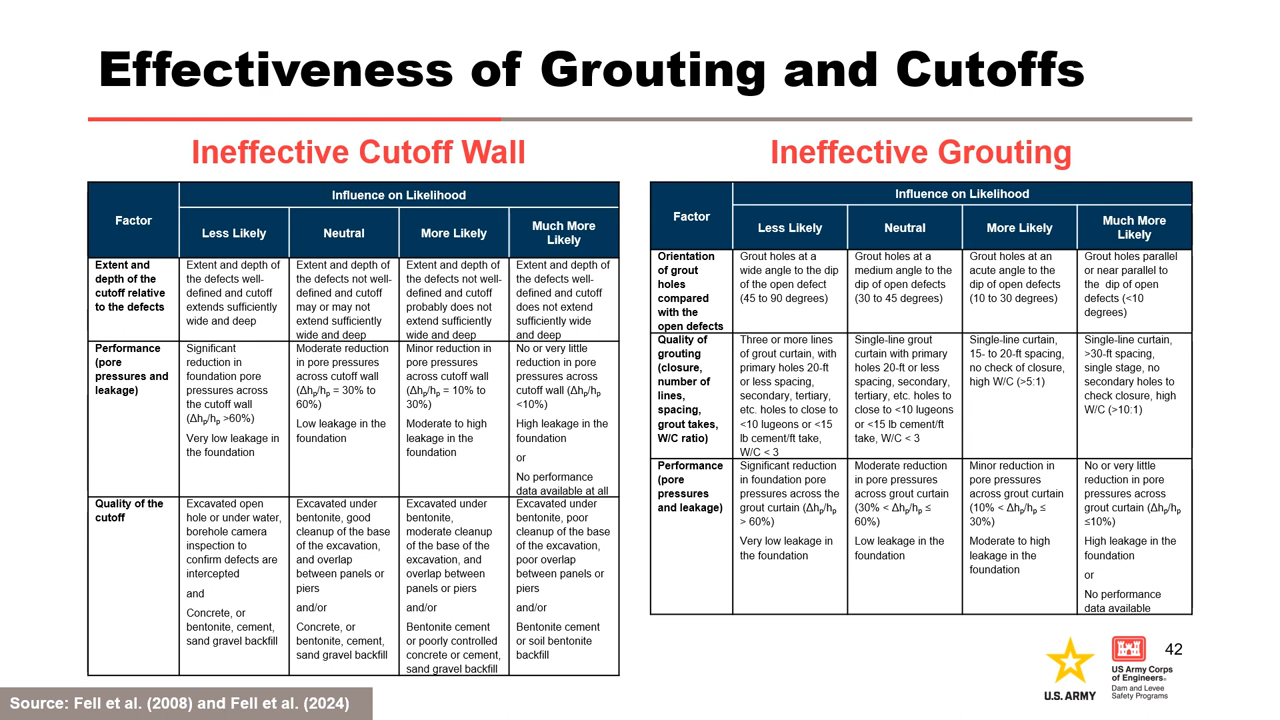 Effectiveness of Grouting and Cutoffs
Ineffective Cutoff Wall
Factor
Influence on Likelihood
Less Likely
Neutral
More Likely
Much More
Likely
Extent and
depth of the
cutoff relative
to the defects
Extent and depth of
the defects well-
defined and cutoff
extends sufficiently
wide and deep
Extent and depth of
the defects not well-
defined and cutoff
may or may not
extend sufficiently
wide and deep
Extent and depth of
the defects not well-
defined and cutoff
probably does not
extend sufficiently
wide and deep
Extent and depth of
the defects well-
defined and cutoff
does not extend
sufficiently wide
and deep
Performance
(pore
pressures and
leakage)
Significant
reduction in
foundation pore
pressures across
the cutoff wall
(Δhₚ/hₚ >60%)
Very low leakage in
the foundation
Moderate reduction
in pore pressures
across cutoff wall
(Δhₚ/hₚ = 30% to
60%)
Low leakage in the
foundation
Minor reduction in
pore pressures
across cutoff wall
(Δhₚ/hₚ = 10% to
30%)
Moderate to high
leakage in the
foundation
No or very little
reduction in pore
pressures across
cutoff wall (Δhₚ/hₚ
<10%)
High leakage in the
foundation
or
No performance
data available at all
Quality of the
cutoff
Excavated open
hole or under water,
borehole camera
inspection to
confirm defects are
intercepted
and
Concrete, or
bentonite, cement,
sand gravel backfill
Excavated under
bentonite, good
cleanup of the base
of the excavation,
and overlap
between panels or
piers
and/or
Concrete, or
bentonite, cement,
sand gravel backfill
Excavated under
bentonite,
moderate cleanup
of the base of the
excavation, and
overlap between
panels or piers
and/or
Bentonite cement
or poorly controlled
concrete or cement,
sand gravel backfill
Excavated under
bentonite, poor
cleanup of the base
of the excavation,
poor overlap
between panels or
piers
and/or
Bentonite cement
or soil bentonite
backfill
Ineffective Grouting
Factor
Influence on Likelihood
Less Likely
Neutral
More Likely
Much More
Likely
Orientation
of grout
holes
compared
with the
open defects
Grout holes at a
wide angle to the dip
of the open defect
(45 to 90 degrees)
Grout holes at a
medium angle to the
dip of open defects
(30 to 45 degrees)
Grout holes at an
acute angle to the
dip of open defects
(10 to 30 degrees)
Grout holes parallel
or near parallel to
the dip of open
defects (<10
degrees)
Quality of
grouting
(closure,
number of
lines,
spacing,
grout takes,
W/C ratio)
Three or more lines
of grout curtain, with
primary holes 20-ft
or less spacing,
secondary, tertiary,
etc. holes to close to
<10 lugeons or <15
lb cement/ft take,
W/C < 3
Single-line grout
curtain with primary
holes 20-ft or less
spacing, secondary,
tertiary, etc. holes to
close to <10 lugeons
or <15 lb cement/ft
take, W/C < 3
Single-line curtain,
15- to 20-ft spacing,
no check of closure,
high W/C (>5:1)
Single-line curtain,
>30-ft spacing,
single stage, no
secondary holes to
check closure, high
W/C (>10:1)
Performance
(pore
pressures
and leakage)
Significant reduction
in foundation pore
pressures across the
grout curtain (Δhₚ/hₚ
> 60%)
Very low leakage in
the foundation
Moderate reduction
in pore pressures
across grout curtain
(30% < Δhₚ/hₚ ≤
60%)
Low leakage in the
foundation
Minor reduction in
pore pressures
across grout curtain
(10% < Δhₚ/hₚ ≤
30%)
Moderate to high
leakage in the
foundation
No or very little
reduction in pore
pressures across
grout curtain (Δhₚ/hₚ
≤10%)
High leakage in the
foundation
or
No performance
data available
U.S. ARMY
US Army Corps
of Engineers®
Dam and Levee
Safety Programs
42
Source: Fell et al. (2008) and Fell et al. (2024)